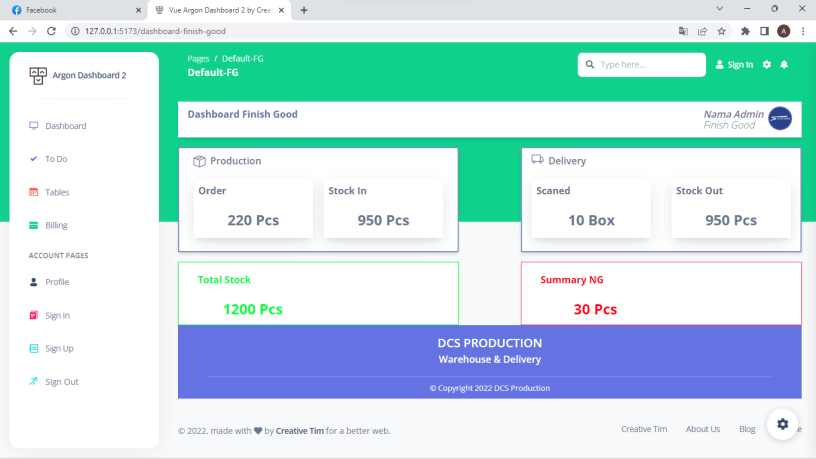 Facebook
Vue Argon Dashboard 2 by Crea
127.0.0.1:5173/dashboard-finish-good
Argon Dashboard 2
Dashboard
To Do
Tables
Billing
ACCOUNT PAGES
Profile
Sign In
Sign Up
Sign Out
Pages / Default-FG
Default-FG
Type here...
Sign In
A
Dashboard Finish Good
Nama Admin
Finish Good
Production
Order
220 Pcs
Stock In
950 Pcs
Delivery
Scaned
10 Box
Stock Out
950 Pcs
Total Stock
1200 Pcs
Summary NG
30 Pcs
DCS PRODUCTION
Warehouse & Delivery
© Copyright 2022 DCS Production
© 2022, made with by Creative Tim for a better web.
Creative Tim
About Us
Blog